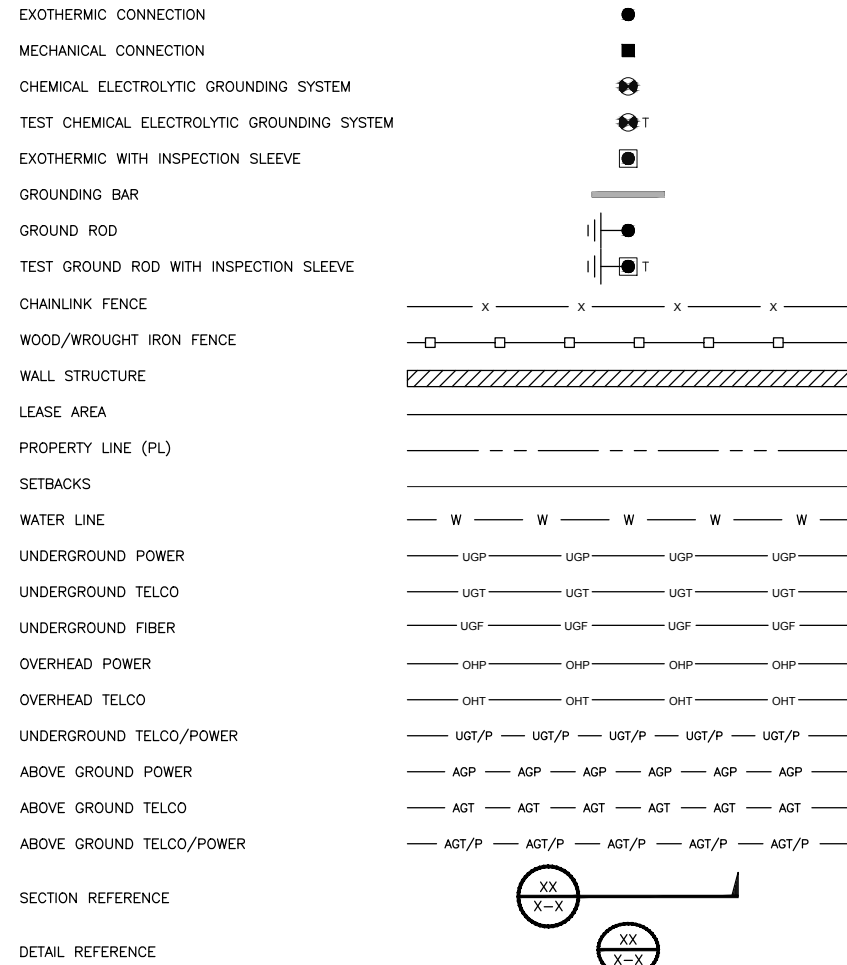 EXOTHERMIC CONNECTION
MECHANICAL CONNECTION
CHEMICAL ELECTROLYTIC GROUNDING SYSTEM
TEST CHEMICAL ELECTROLYTIC GROUNDING SYSTEM T
EXOTHERMIC WITH INSPECTION SLEEVE
GROUNDING BAR
GROUND ROD
TEST GROUND ROD WITH INSPECTION SLEEVE T
CHAINLINK FENCE X X X X
WOOD/WROUGHT IRON FENCE
WALL STRUCTURE
LEASE AREA
PROPERTY LINE (PL)
SETBACKS
WATER LINE W W W W W
UNDERGROUND POWER UGP UGP UGP UGP
UNDERGROUND TELCO UGT UGT UGT UGT
UNDERGROUND FIBER UGF UGF UGF UGF
OVERHEAD POWER OHP OHP OHP OHP
OVERHEAD TELCO OHT OHT OHT OHT
UNDERGROUND TELCO/POWER UGT/P UGT/P UGT/P UGT/P UGT/P
ABOVE GROUND POWER AGP AGP AGP AGP AGP AGP
ABOVE GROUND TELCO AGT AGT AGT AGT AGT AGT
ABOVE GROUND TELCO/POWER AGT/P AGT/P AGT/P AGT/P AGT/P
SECTION REFERENCE XX
X-X
DETAIL REFERENCE XX
X-X